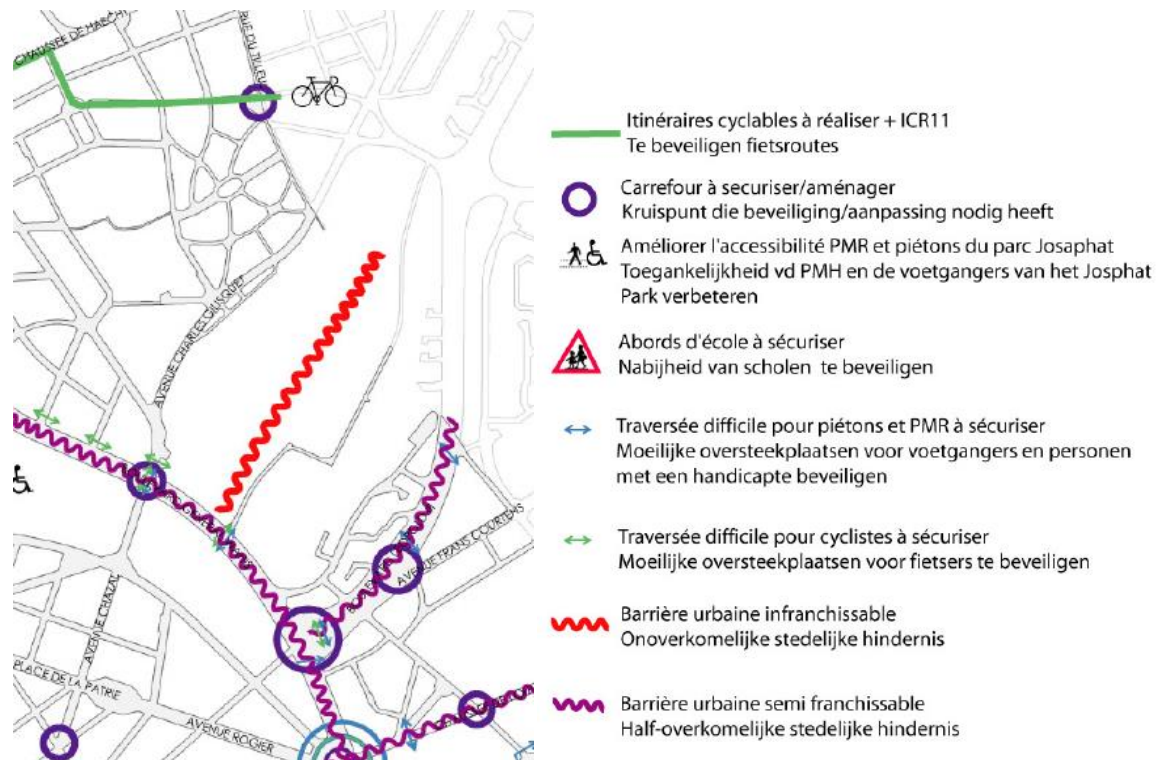 CHAUSSÉE DE MARCH
AVENUE CHARLES GILISQUET
AVENUE FRANS COURTENS
AVENUE CHAZAL
PLACE DE LA PATRIE
AVENUE ROGIER
Itinéraires cyclables à réaliser + ICR11
Te beveiligen fietsroutes
Carrefour à securiser/aménager
Kruispunt die beveiliging/aanpassing nodig heeft
Améliorer l'accessibilité PMR et piétons du parc Josaphat
Toegankelijkheid vd PMH en de voetgangers van het Josphat
Park verbeteren
Abords d'école à sécuriser
Nabijheid van scholen te beveiligen
Traversée difficile pour piétons et PMR à sécuriser
Moeilijke oversteekplaatsen voor voetgangers en personen
met een handicapte beveiligen
Traversée difficile pour cyclistes à sécuriser
Moeilijke oversteekplaatsen voor fietsers te beveiligen
Barrière urbaine infranchissable
Onoverkomelijke stedelijke hindernis
Barrière urbaine semi franchissable
Half-overkomelijke stedelijke hindernis